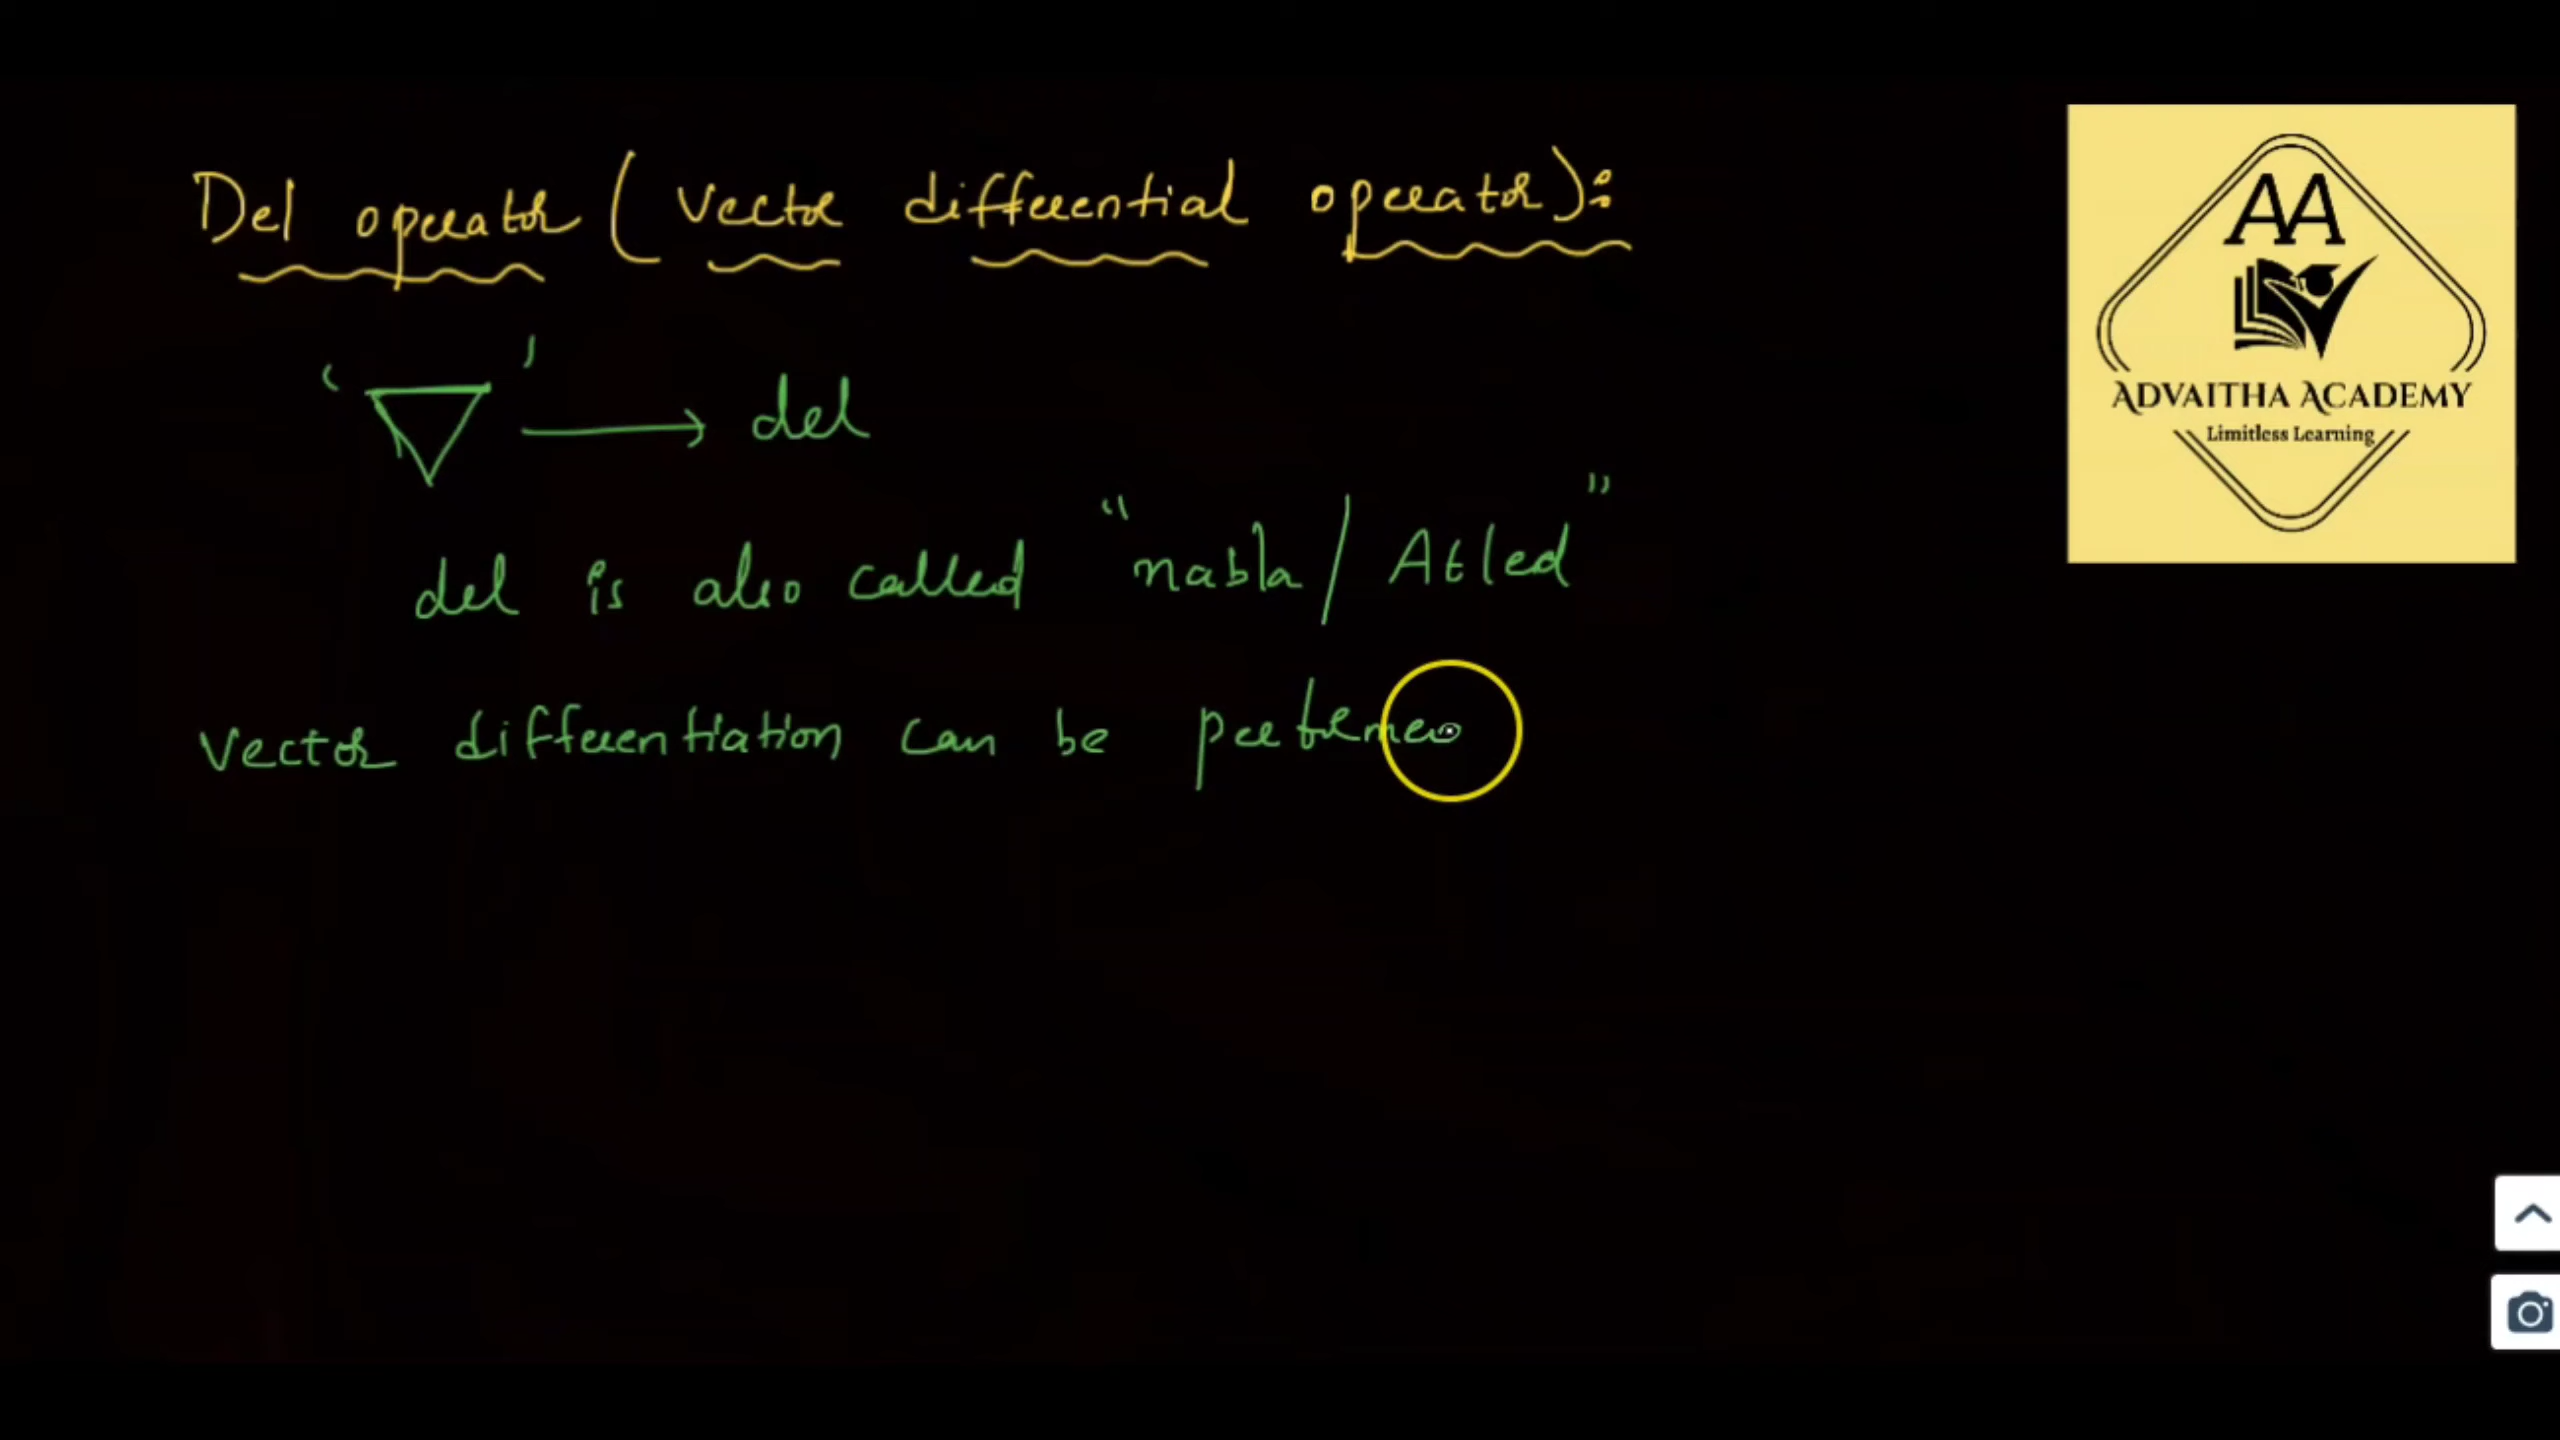 Del operator (Vector differential operator):
‘∇’ → del
del is also called "nabla / Atled"
Vector differentiation can be
AA
ADVAITHA ACADEMY
Limitless Learning